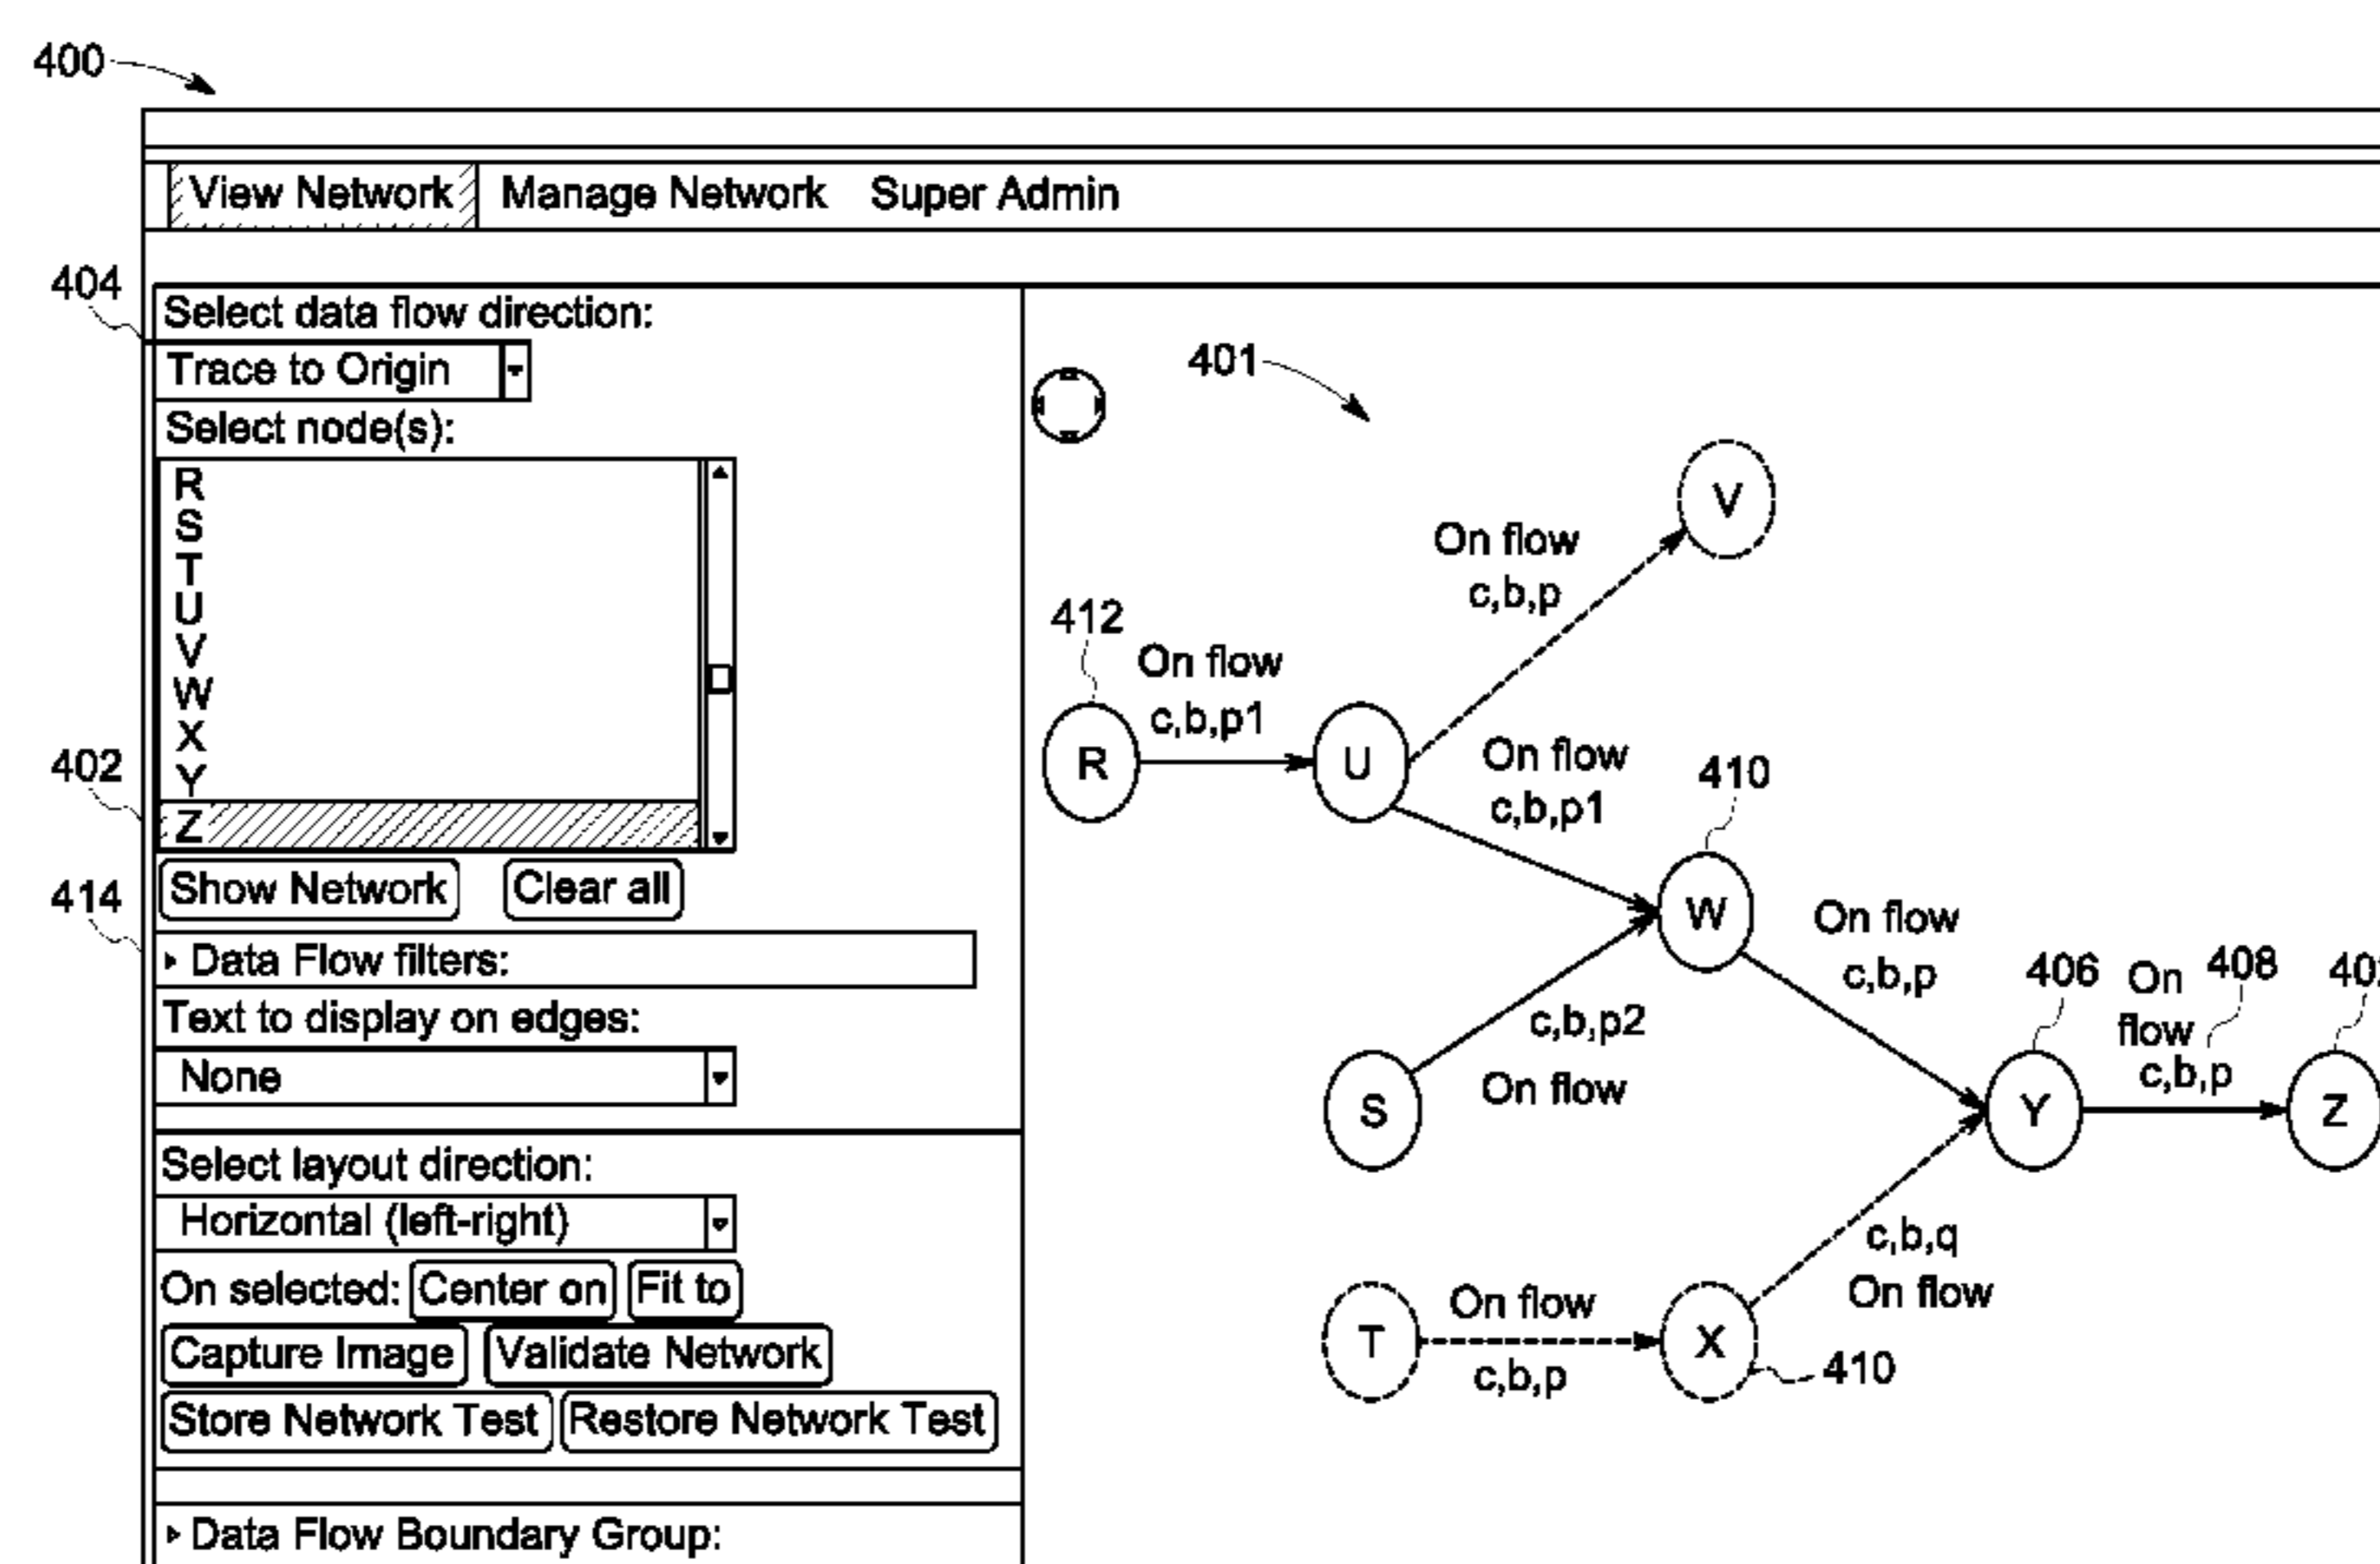 400
View Network Manage Network Super Admin
404
Select data flow direction:
Trace to Origin
Select node(s):
R
S
T
U
V
W
X
Y
402
Z
Show Network Clear all
414
Data Flow filters:
Text to display on edges:
None
Select layout direction:
Horizontal (left-right)
On selected: Center on Fit to
Capture Image Validate Network
Store Network Test Restore Network Test
Data Flow Boundary Group:
401
V
On flow
c,b,p
412
On flow
c,b,p1
R
U
On flow
c,b,p1
410
W
On flow
c,b,p
c,b,p2
On flow
S
406
On
flow
c,b,p
408
Y
Z
c,b,q
On flow
On flow
c,b,p
T
X
410